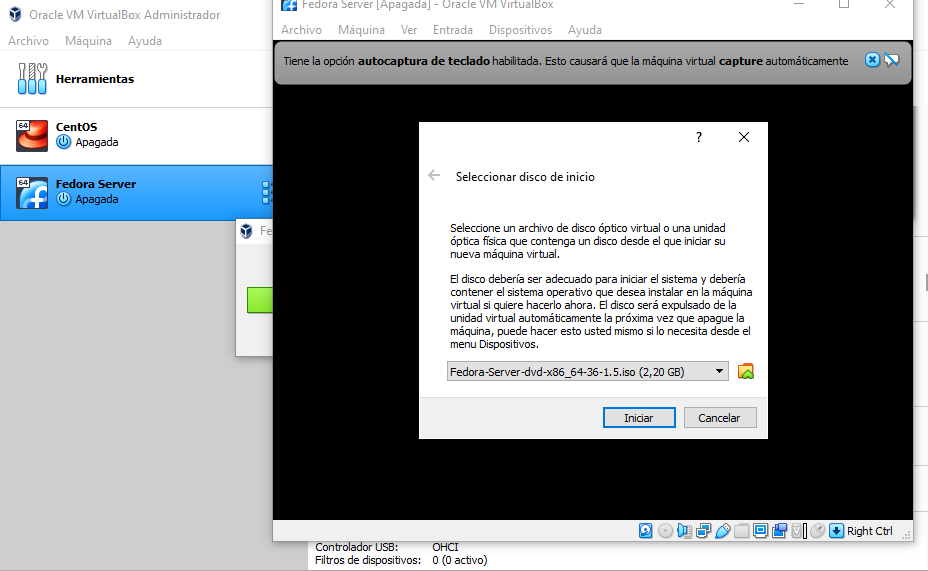 Oracle VM VirtualBox Administrador
Archivo Máquina Ayuda
Herramientas
64
CentOS
Apagada
64
Fedora Server
Apagada
Fe
Fedora Server [Apagada] - Oracle VM VirtualBox
Archivo Máquina Ver Entrada Dispositivos Ayuda
Tiene la opción autocaptura de teclado habilitada. Esto causará que la máquina virtual capture automáticamente
?
Seleccionar disco de inicio
Seleccione un archivo de disco óptico virtual o una unidad
óptica física que contenga un disco desde el que iniciar su
nueva máquina virtual.
El disco debería ser adecuado para iniciar el sistema y debería
contener el sistema operativo que desea instalar en la máquina
virtual si quiere hacerlo ahora. El disco será expulsado de la
unidad virtual automáticamente la próxima vez que apague la
máquina, puede hacer esto usted mismo si lo necesita desde el
menu Dispositivos.
Fedora-Server-dvd-x86_64-36-1.5.iso (2,20 GB)
Iniciar Cancelar
Right Ctrl
Controlador USB: OHCI
Filtros de dispositivos: 0 (0 activo)